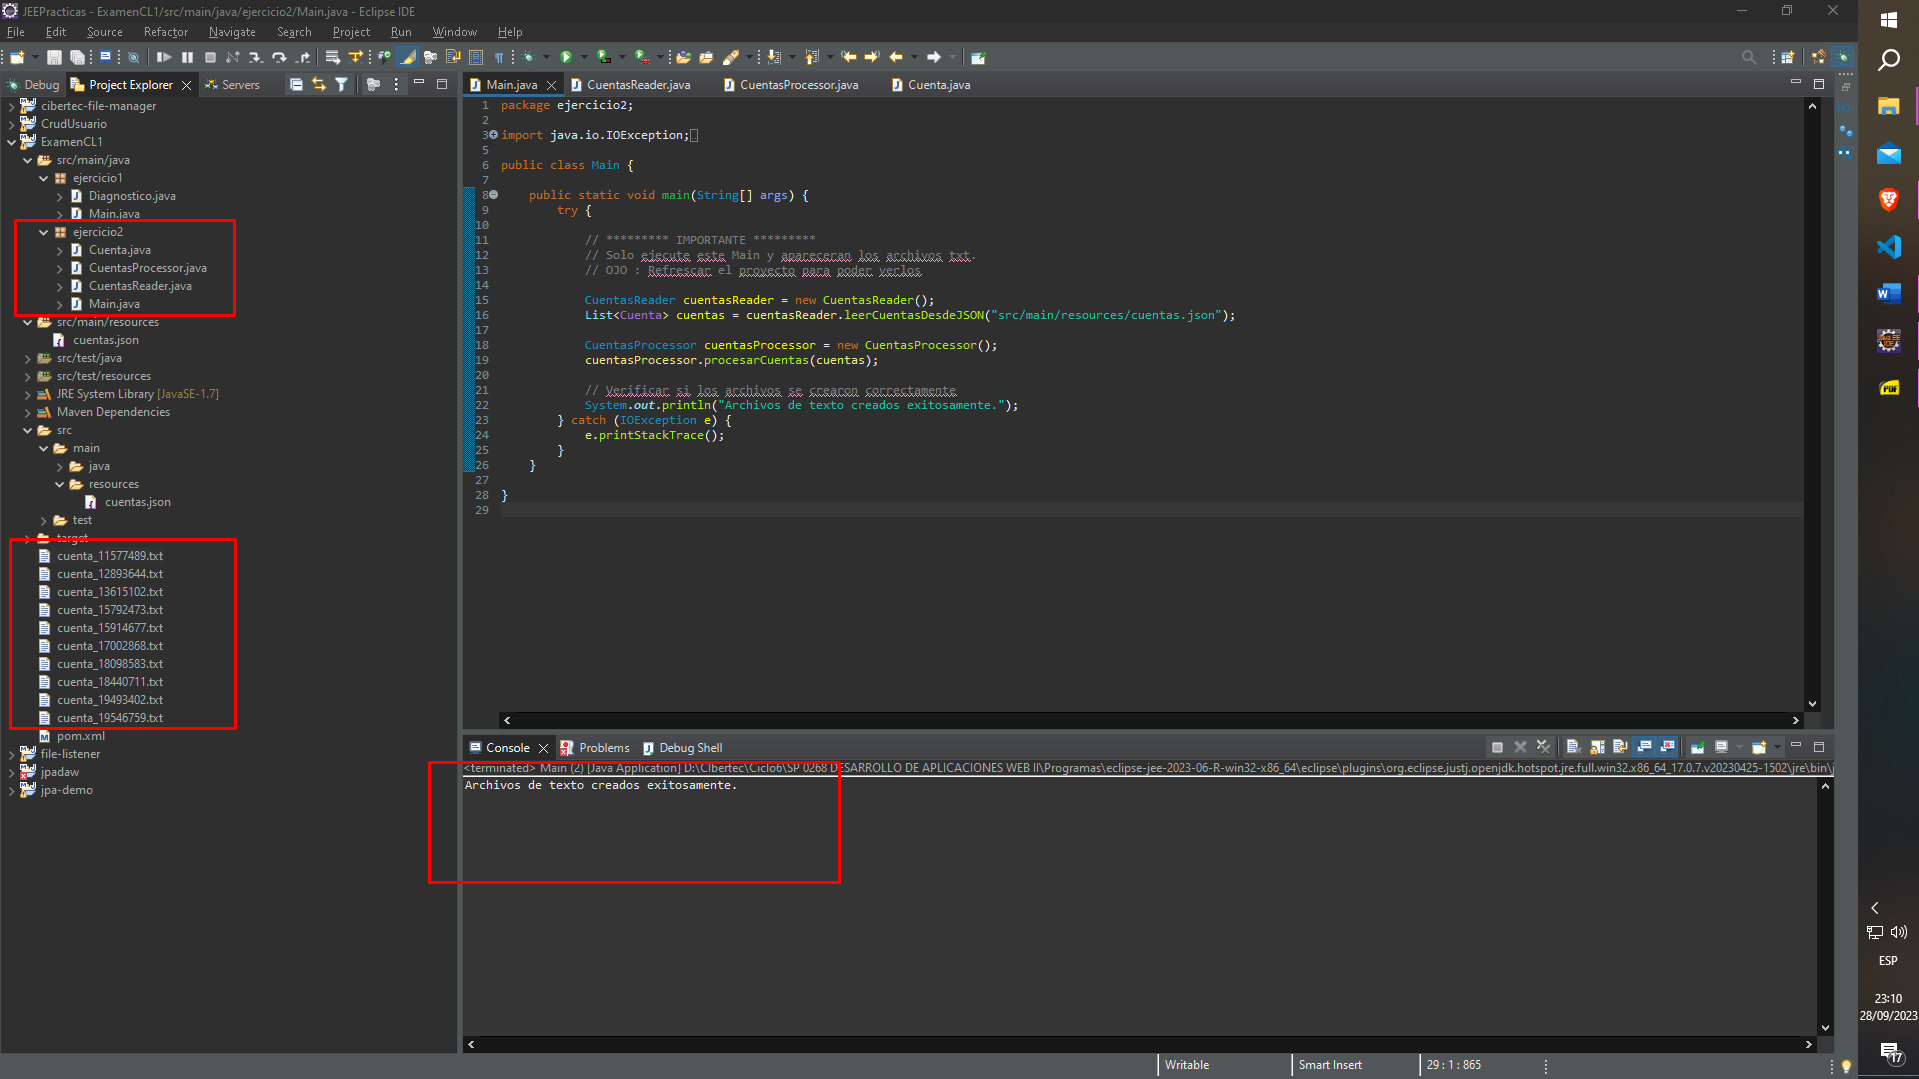 JEEPracticas - ExamenCL1/src/main/java/ejercicio2/Main.java - Eclipse IDE
File Edit Source Refactor Navigate Search Project Run Window Help
Debug Project Explorer Servers
cibertec-file-manager
CrudUsuario
ExamenCL1
src/main/java
ejercicio1
Diagnostico.java
Main.java
ejercicio2
Cuenta.java
CuentasProcessor.java
CuentasReader.java
Main.java
src/main/resources
cuentas.json
src/test/java
src/test/resources
JRE System Library [JavaSE-1.7]
Maven Dependencies
src
main
java
resources
cuentas.json
test
target
cuenta_11577489.txt
cuenta_12893644.txt
cuenta_13615102.txt
cuenta_15792473.txt
cuenta_15914677.txt
cuenta_17002868.txt
cuenta_18098583.txt
cuenta_18440711.txt
cuenta_19493402.txt
cuenta_19546759.txt
pom.xml
file-listener
jpadaw
jpa-demo
Main.java CuentasReader.java CuentasProcessor.java Cuenta.java
1 package ejercicio2;
2
3 import java.io.IOException;
5
6 public class Main {
7
8 public static void main(String[] args) {
9 try {
10
11 // ********* IMPORTANTE *********
12 // Solo ejecute este Main y apareceran los archivos txt.
13 // OJO : Refrescar el proyecto para poder verlos
14
15 CuentasReader cuentasReader = new CuentasReader();
16 List<Cuenta> cuentas = cuentasReader.leerCuentasDesdeJSON("src/main/resources/cuentas.json");
17
18 CuentasProcessor cuentasProcessor = new CuentasProcessor();
19 cuentasProcessor.procesarCuentas(cuentas);
20
21 // Verificar si los archivos se crearon correctamente
22 System.out.println("Archivos de texto creados exitosamente.");
23 } catch (IOException e) {
24 e.printStackTrace();
25 }
26 }
27
28 }
29
Console Problems Debug Shell
<terminated> Main (2) [Java Application] D:\CIbertec\Ciclo6\SP 0268 DESARROLLO DE APLICACIONES WEB II\Programas\eclipse-jee-2023-06-R-win32-x86_64\eclipse\plugins\org.eclipse.justj.openjdk.hotspot.jre.full.win32.x86_64_17.0.7.v20230425-1502\jre\bin\j
Archivos de texto creados exitosamente.
Writable Smart Insert 29 : 1 : 865
ESP
23:10
28/09/2023
17